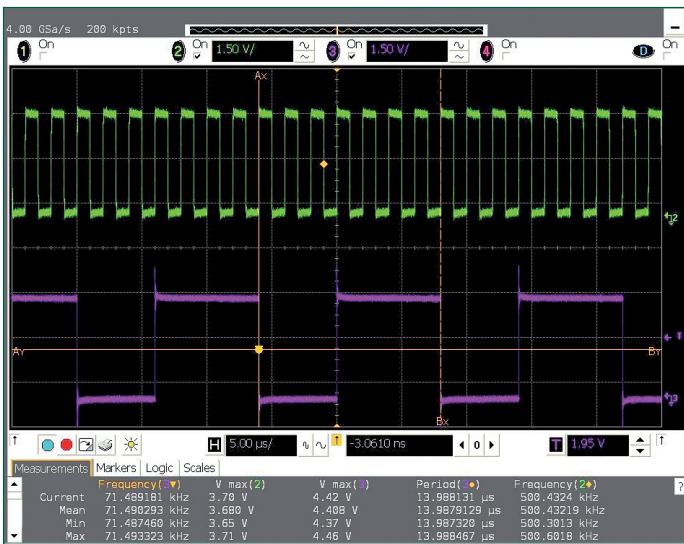 4.00 GSa/s 200 kpts
1 On 2 On 1.50 V/ 3 On 1.50 V/ 4 On D On
Ax
2
T
Ay By
3
Bx
T H 5.00 µs/ T -3.0610 ns 0 T 1.95 V T
Measurements Markers Logic Scales
Frequency(3) V max(2) V max(3) Period(3) Frequency(2) ?
Current 71.489181 kHz 3.70 V 4.42 V 13.988131 µs 500.4324 kHz
Mean 71.490293 kHz 3.680 V 4.408 V 13.9879129 µs 500.43219 kHz
Min 71.487460 kHz 3.65 V 4.37 V 13.987320 µs 500.3013 kHz
Max 71.493323 kHz 3.71 V 4.46 V 13.988467 µs 500.6018 kHz